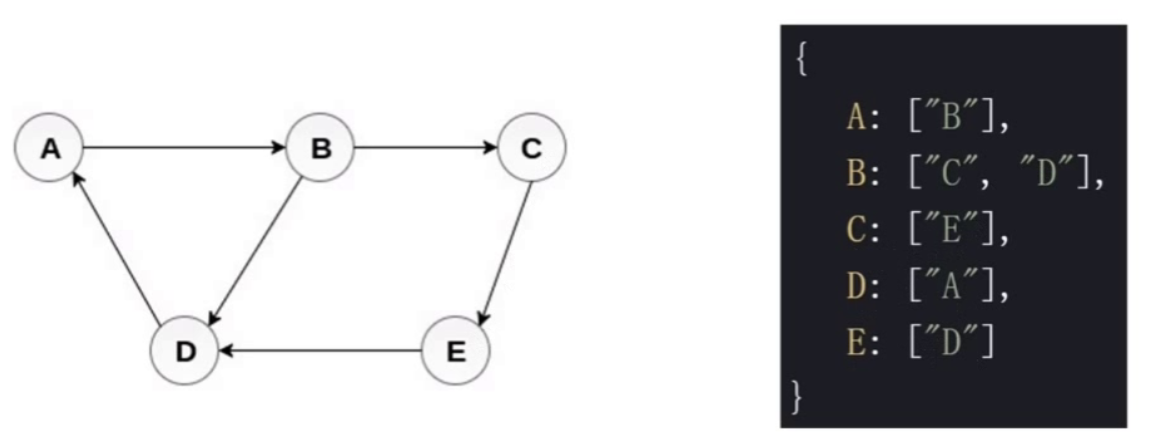 A
B
C
D
E
{
A: ["B"],
B: ["C", "D"],
C: ["E"],
D: ["A"],
E: ["D"]
}